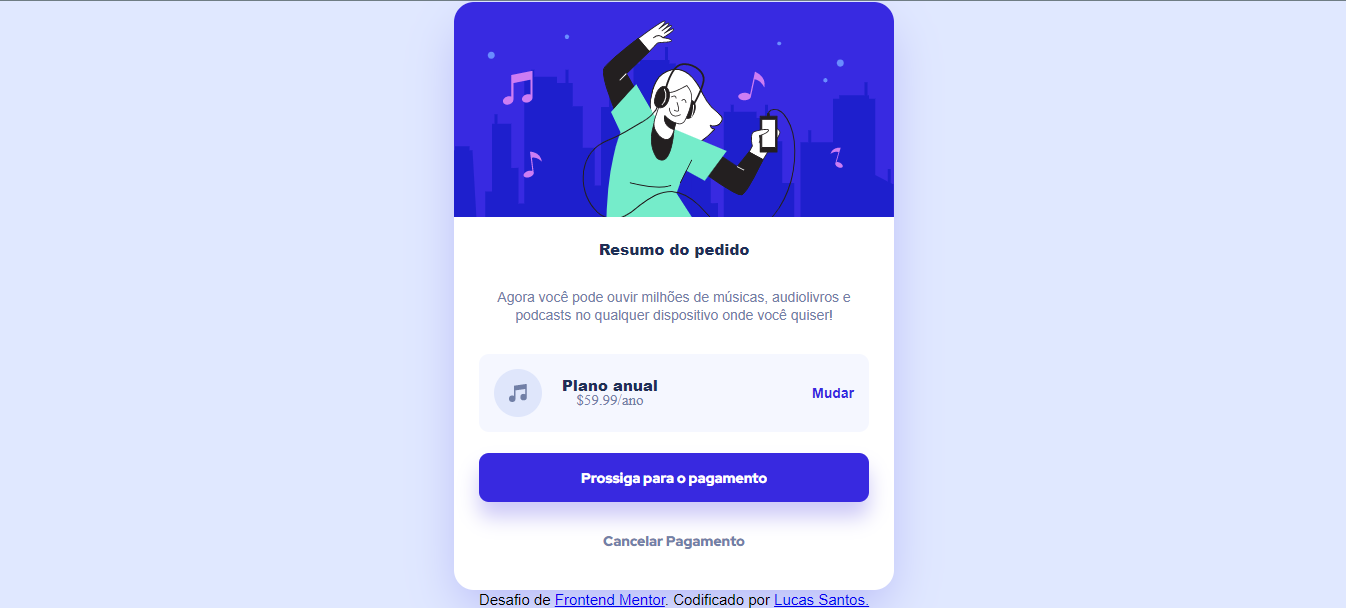 Resumo do pedido
Agora você pode ouvir milhões de músicas, audiolivros e
podcasts no qualquer dispositivo onde você quiser!
Plano anual
$59.99/ano
Mudar
Prossiga para o pagamento
Cancelar Pagamento
Desafio de Frontend Mentor. Codificado por Lucas Santos.